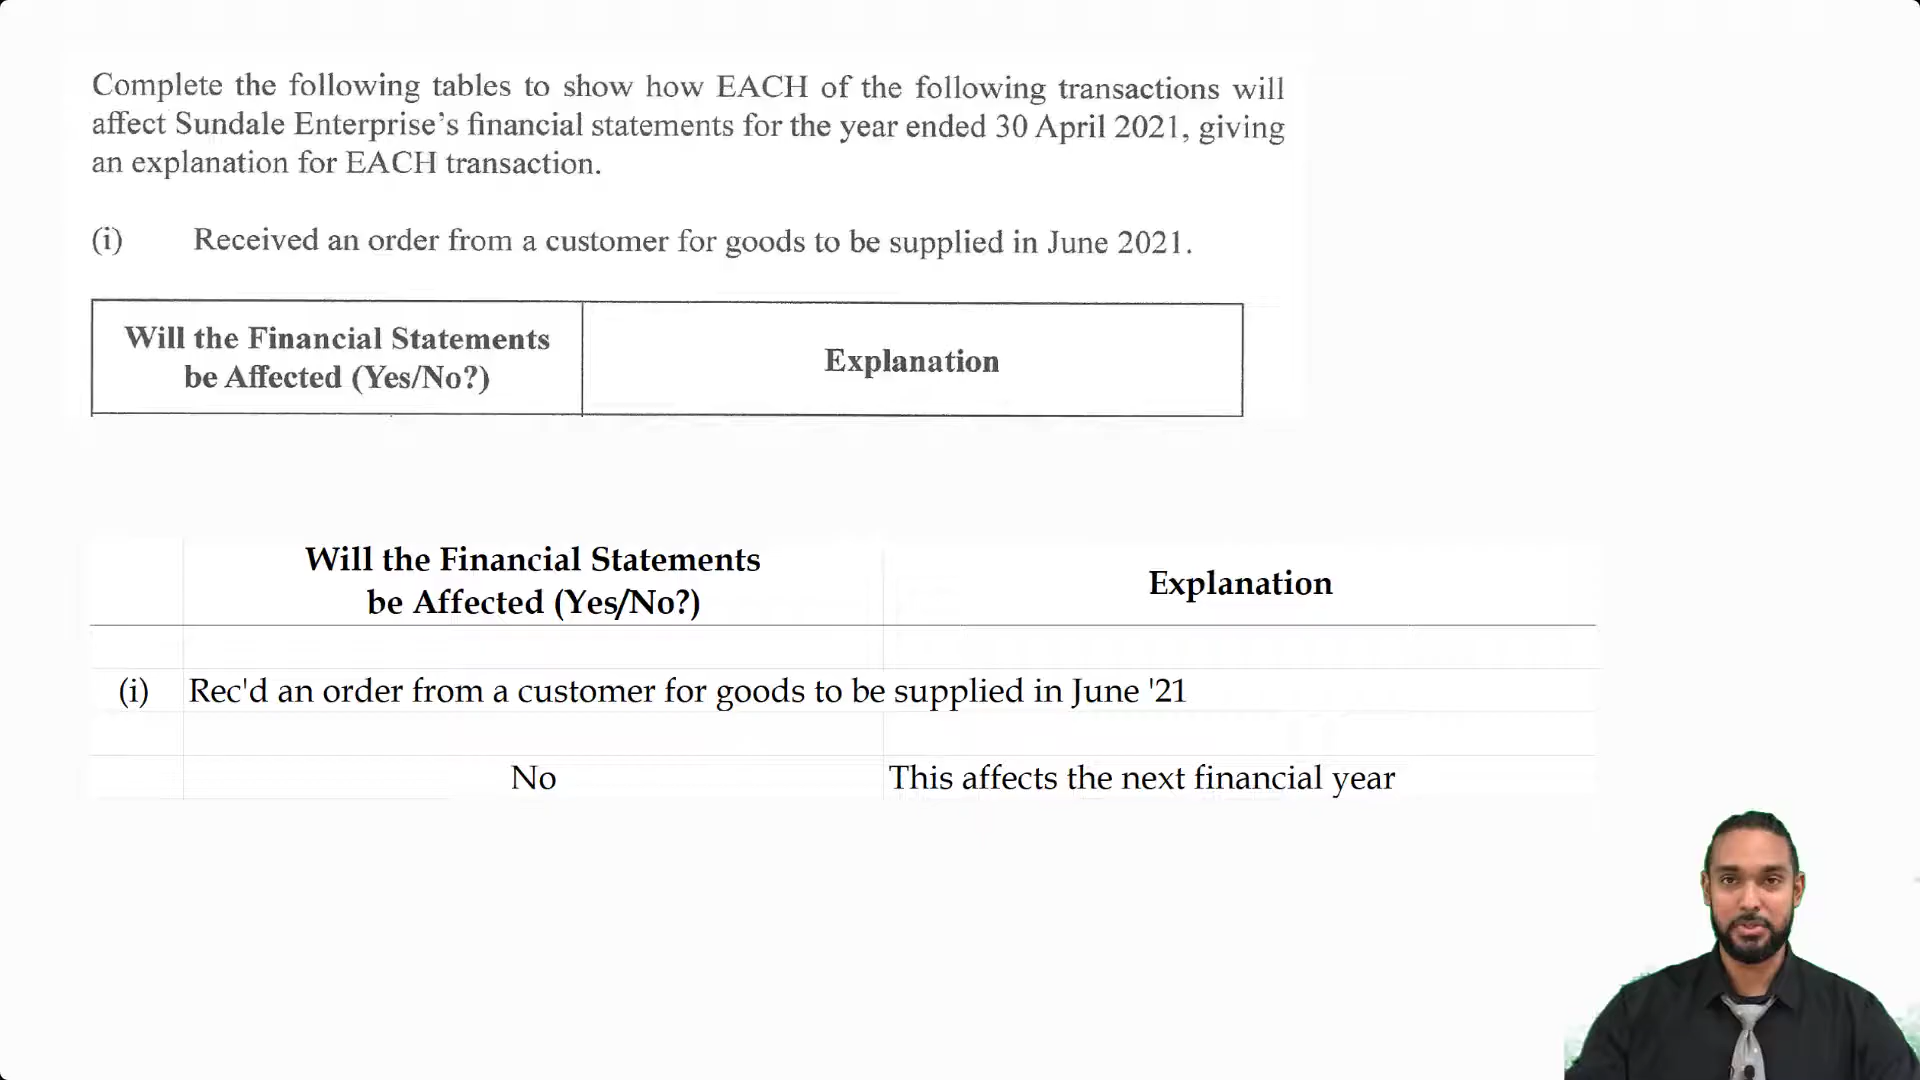 Complete the following tables to show how EACH of the following transactions will
affect Sundale Enterprise’s financial statements for the year ended 30 April 2021, giving
an explanation for EACH transaction.
(i) Received an order from a customer for goods to be supplied in June 2021.
Will the Financial Statements
be Affected (Yes/No?)
Explanation
Will the Financial Statements
be Affected (Yes/No?)
Explanation
(i) Rec'd an order from a customer for goods to be supplied in June '21
No
This affects the next financial year